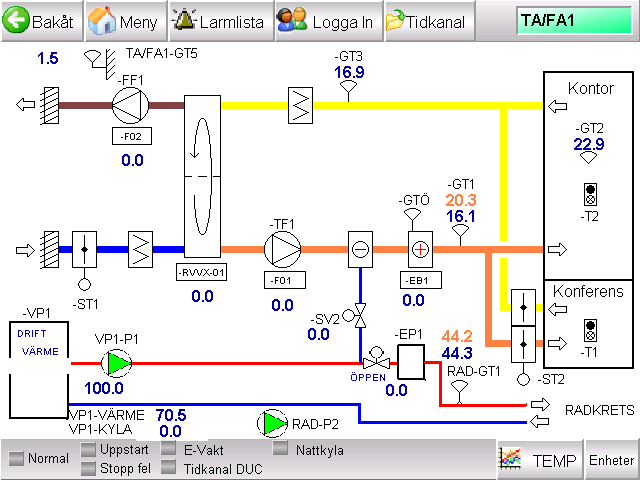 Bakåt Meny Larmlista Logga In Tidkanal TA/FA1
1.5 TA/FA1-GT5
-FF1
-F02
0.0
-GT3
16.9
Kontor
-GT2
22.9
-T2
-GT1
20.3
16.1
-GTÖ
-TF1
-F01
0.0
-RVVX-01
0.0
-EB1
0.0
-ST1
-SV2
0.0
Konferens
-T1
-ST2
-VP1
DRIFT
VÄRME
VP1-P1
100.0
-EP1
0.0
ÖPPEN
44.2
44.3
RAD-GT1
RADKRETS
VP1-VÄRME 70.5
VP1-KYLA 0.0
RAD-P2
Normal
Uppstart
Stopp fel
E-Vakt
Tidkanal DUC
Nattkyla
TEMP
Enheter